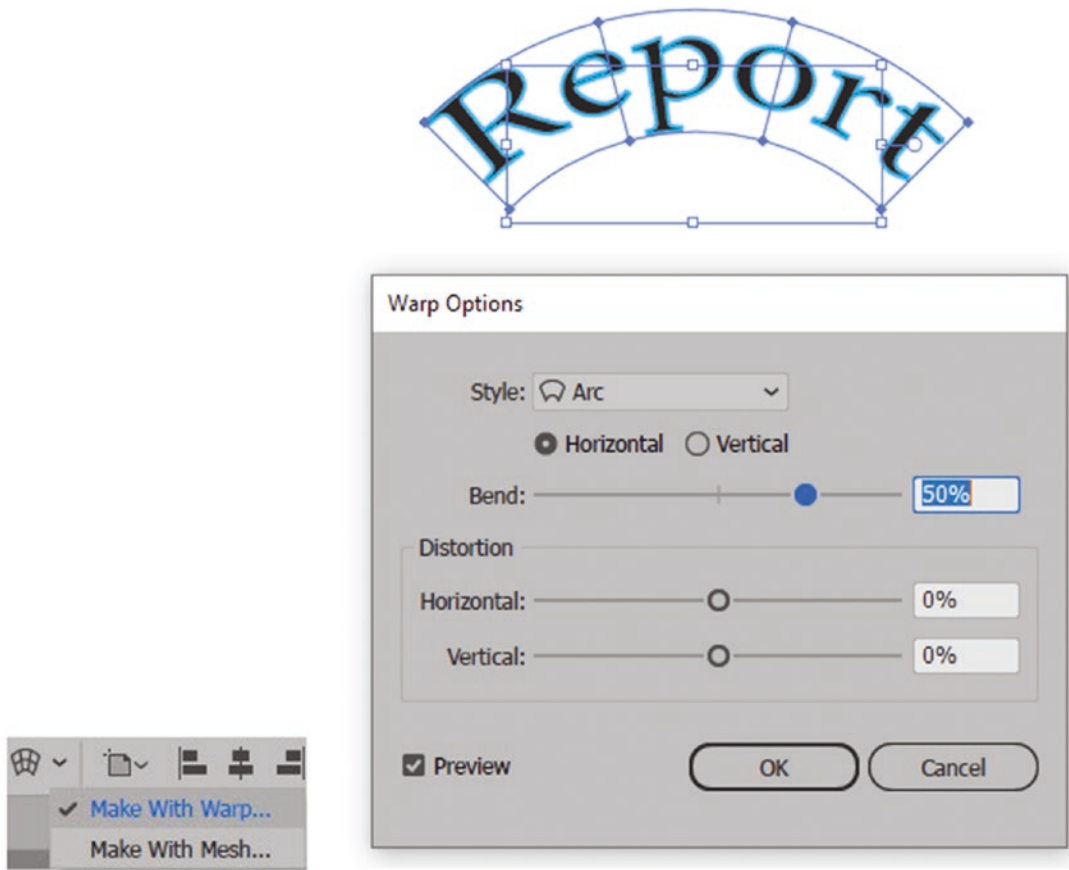 Report
Warp Options
Style: Arc
Horizontal Vertical
Bend: 50%
Distortion
Horizontal: 0%
Vertical: 0%
Preview OK Cancel
Make With Warp...
Make With Mesh...